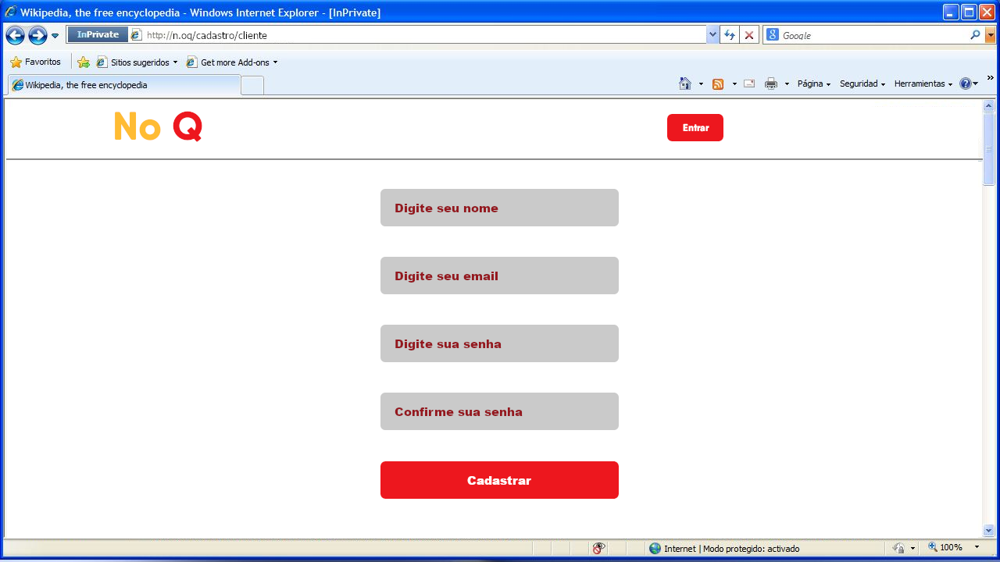 Wikipedia, the free encyclopedia - Windows Internet Explorer - [InPrivate]
InPrivate http://n.oq/cadastro/cliente Google
Favoritos Sitios sugeridos Get more Add-ons
Wikipedia, the free encyclopedia Página Seguridad Herramientas
No Q Entrar
Digite seu nome
Digite seu email
Digite sua senha
Confirme sua senha
Cadastrar
Internet | Modo protegido: activado 100%